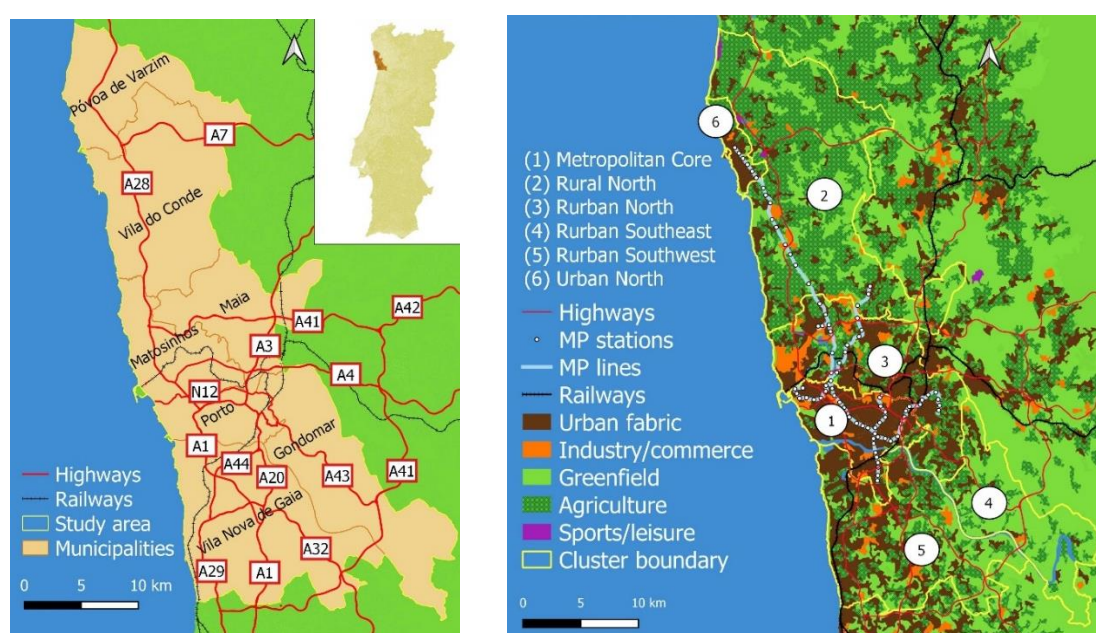 Póvoa de Varzim
A7
A28
Vila do Conde
Maia
A42
A41
Matosinhos
A3
A4
N12
Porto
A1
Gondomar
A44
A20
A43
A41
Vila Nova de Gaia
A32
A29
A1
Highways
Railways
Study area
Municipalities
0 5 10 km
6
(1) Metropolitan Core
(2) Rural North
(3) Rurban North
(4) Rurban Southeast
(5) Rurban Southwest
(6) Urban North
2
Highways
MP stations
MP lines
Railways
Urban fabric
Industry/commerce
Greenfield
Agriculture
Sports/leisure
Cluster boundary
3
1
4
5
0 5 10 km